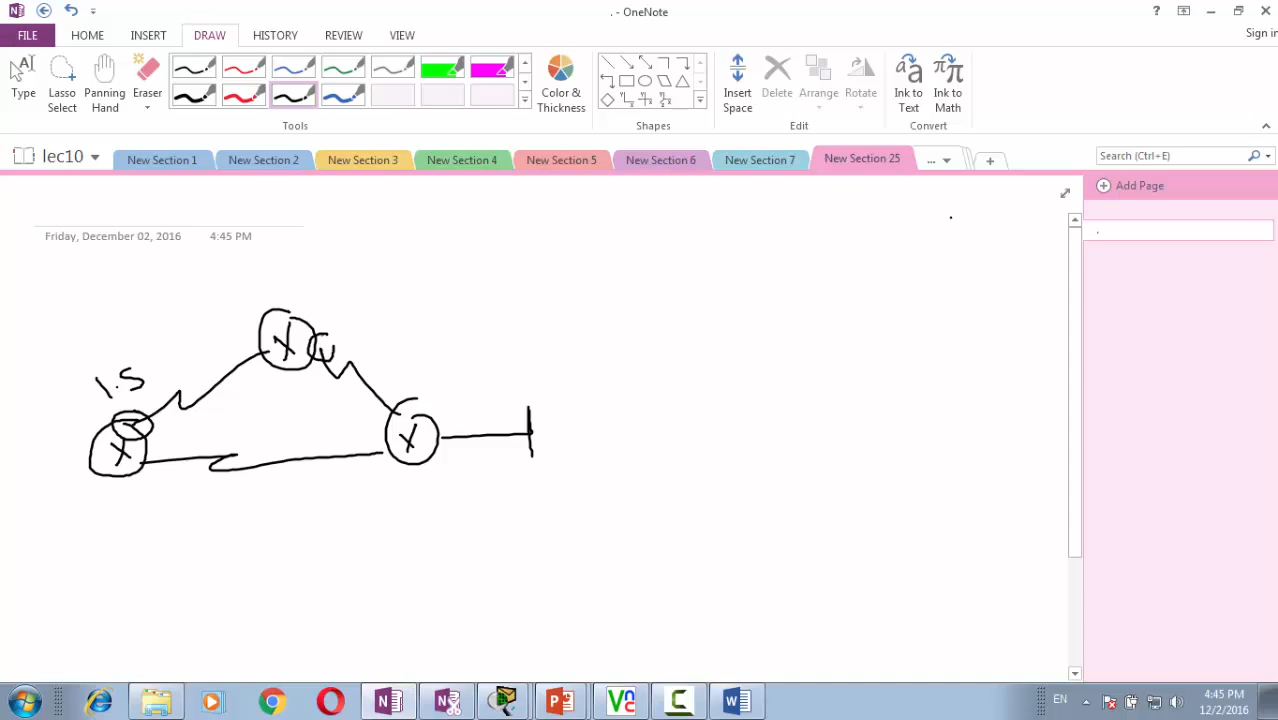 . - OneNote
?
Sign in
FILE HOME INSERT DRAW HISTORY REVIEW VIEW
Type
Lasso Select
Panning Hand
Eraser
Color & Thickness
Insert Space
Delete
Arrange
Rotate
Ink to Text
Ink to Math
Tools
Shapes
Edit
Convert
lec10
New Section 1
New Section 2
New Section 3
New Section 4
New Section 5
New Section 6
New Section 7
New Section 25
...
Search (Ctrl+E)
Add Page
.
Friday, December 02, 2016 4:45 PM
1.5
X
X
X
EN
4:45 PM
12/2/2016